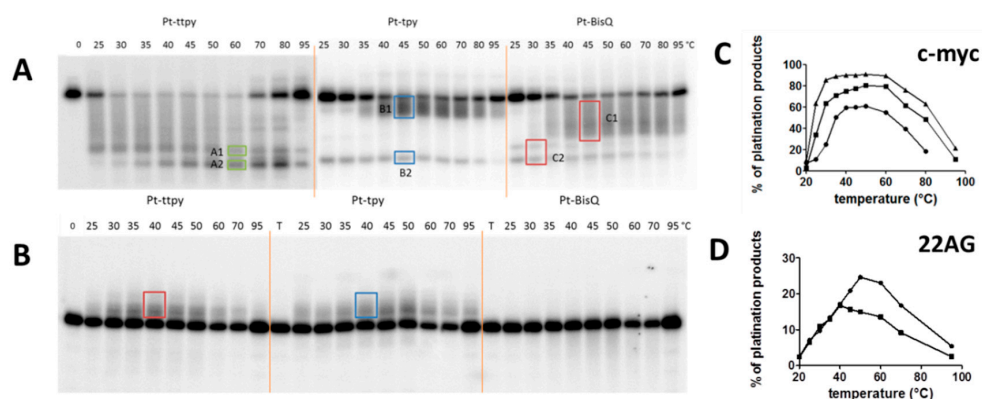 Pt-ttpy Pt-tpy Pt-BisQ
0 25 30 35 40 45 50 60 70 80 95 25 30 35 40 45 50 60 70 80 95 25 30 35 40 45 50 60 70 80 95 °C
A
B1
C1
A1
A2
B2
C2
Pt-ttpy Pt-tpy Pt-BisQ
0 25 30 35 40 45 50 60 70 95 T 25 30 35 40 45 50 60 70 95 T 25 30 35 40 45 50 60 70 95 °C
B
C
c-myc
% of platination products
100
80
60
40
20
0
20 40 60 80 100
temperature (°C)
D
22AG
% of platination products
30
20
10
0
20 40 60 80 100
temperature (°C)